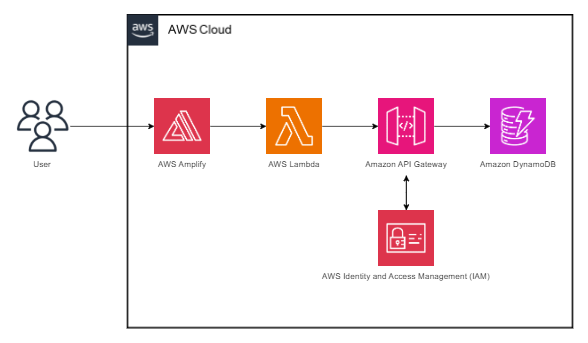 aws
AWS Cloud
User
AWS Amplify
AWS Lambda
Amazon API Gateway
Amazon DynamoDB
</>
AWS Identity and Access Management (IAM)